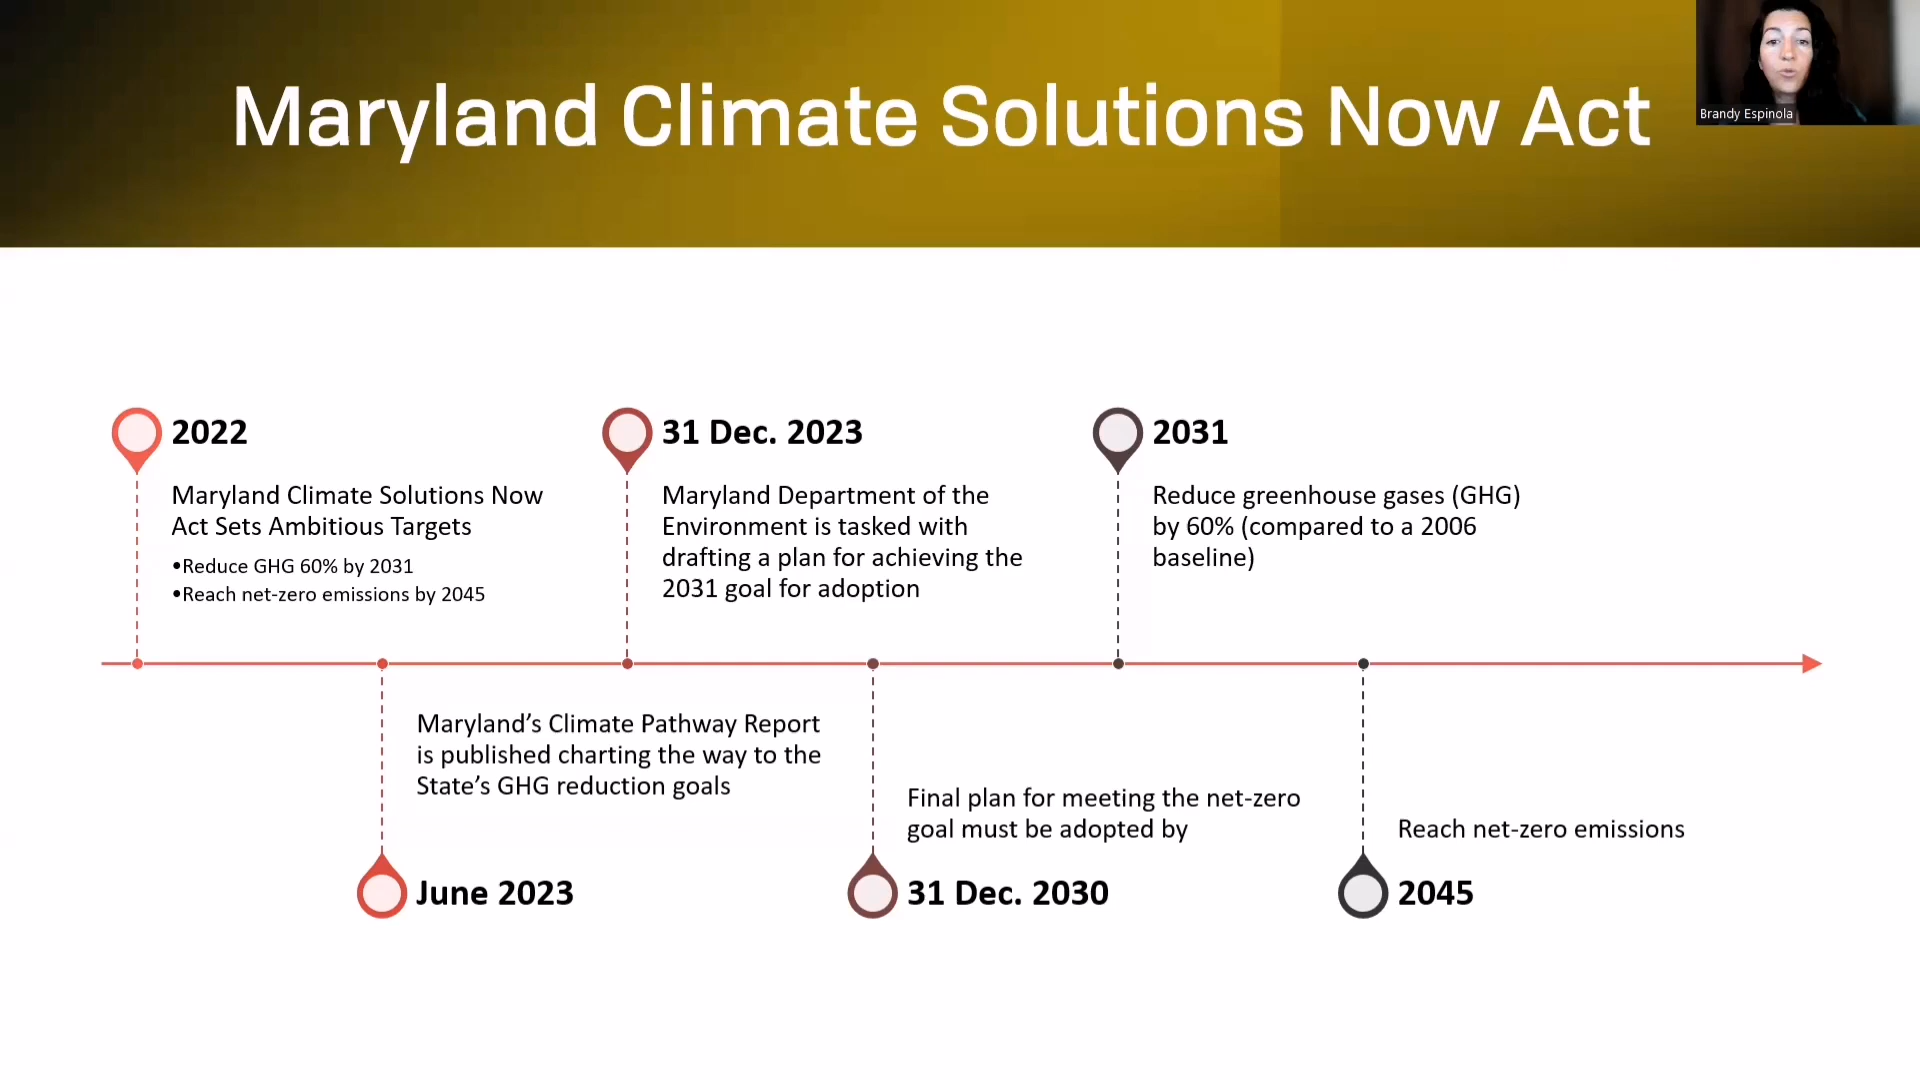 Maryland Climate Solutions Now Act
Brandy Espinola
2022
Maryland Climate Solutions Now
Act Sets Ambitious Targets
•Reduce GHG 60% by 2031
•Reach net-zero emissions by 2045
31 Dec. 2023
Maryland Department of the
Environment is tasked with
drafting a plan for achieving the
2031 goal for adoption
2031
Reduce greenhouse gases (GHG)
by 60% (compared to a 2006
baseline)
Maryland’s Climate Pathway Report
is published charting the way to the
State’s GHG reduction goals
June 2023
Final plan for meeting the net-zero
goal must be adopted by
31 Dec. 2030
Reach net-zero emissions
2045